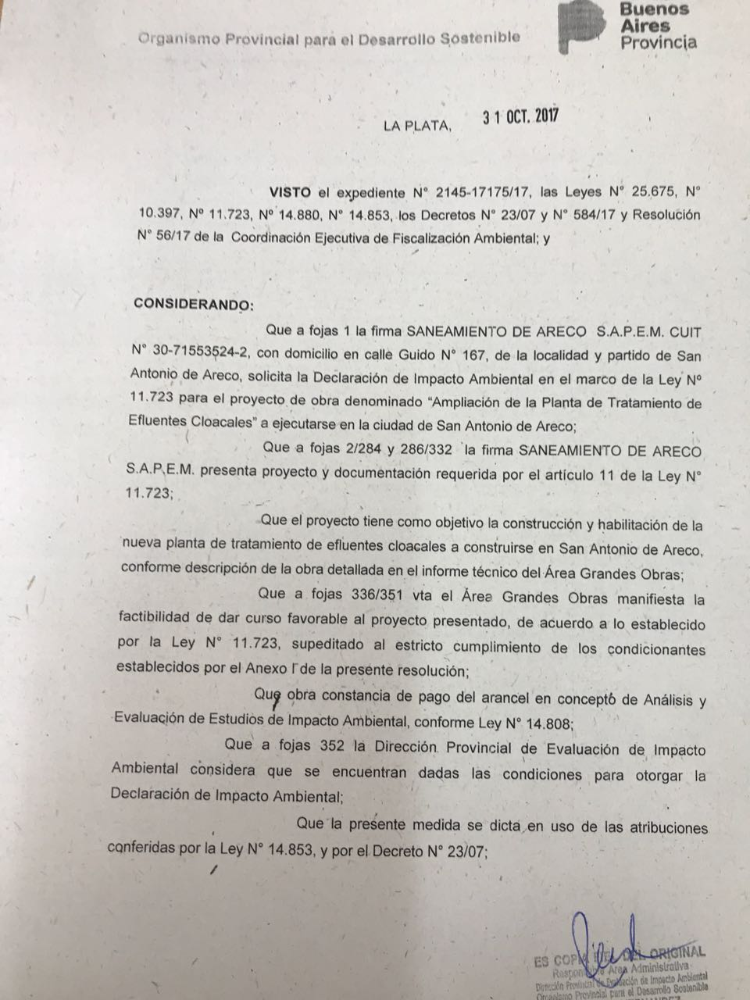 Organismo Provincial para el Desarrollo Sostenible
Buenos
Aires
Provincia
LA PLATA, 31 OCT. 2017
VISTO el expediente N° 2145-17175/17, las Leyes N° 25.675, N°
10.397, Nº 11.723, Nº 14.880, N° 14.853, los Decretos N° 23/07 y N° 584/17 y Resolución
N° 56/17 de la Coordinación Ejecutiva de Fiscalización Ambiental; y
CONSIDERANDO:
Que a fojas 1 la firma SANEAMIENTO DE ARECO S.A.P.E.M. CUIT
N° 30-71553524-2, con domicilio en calle Guido N° 167, de la localidad y partido de San
Antonio de Areco, solicita la Declaración de Impacto Ambiental en el marco de la Ley Nº
11.723 para el proyecto de obra denominado “Ampliación de la Planta de Tratamiento de
Efluentes Cloacales” a ejecutarse en la ciudad de San Antonio de Areco;
Que a fojas 2/284 y 286/332 la firma SANEAMIENTO DE ARECO
S.A.P.E.M. presenta proyecto y documentación requerida por el artículo 11 de la Ley N°
11.723;
Que el proyecto tiene como objetivo la construcción y habilitación de la
nueva planta de tratamiento de efluentes cloacales a construirse en San Antonio de Areco,
conforme descripción de la obra detallada en el informe técnico del Área Grandes Obras;
Que a fojas 336/351 vta el Área Grandes Obras manifiesta la
factibilidad de dar curso favorable al proyecto presentado, de acuerdo a lo establecido
por la Ley N° 11.723, supeditado al estricto cumplimiento de los condicionantes
establecidos por el Anexo I de la presente resolución;
Que obra constancia de pago del arancel en concepto de Análisis y
Evaluación de Estudios de Impacto Ambiental, conforme Ley N° 14.808;
Que a fojas 352 la Dirección Provincial de Evaluación de Impacto
Ambiental considera que se encuentran dadas las condiciones para otorgar la
Declaración de Impacto Ambiental;
Que la presente medida se dicta en uso de las atribuciones
conferidas por la Ley N° 14.853, y por el Decreto N° 23/07;
ES COPIA DEL ORIGINAL
Area Administrativa
Dirección Provincial de Evaluación de Impacto Ambiental
Organismo Provincial para el Desarrollo Sostenible